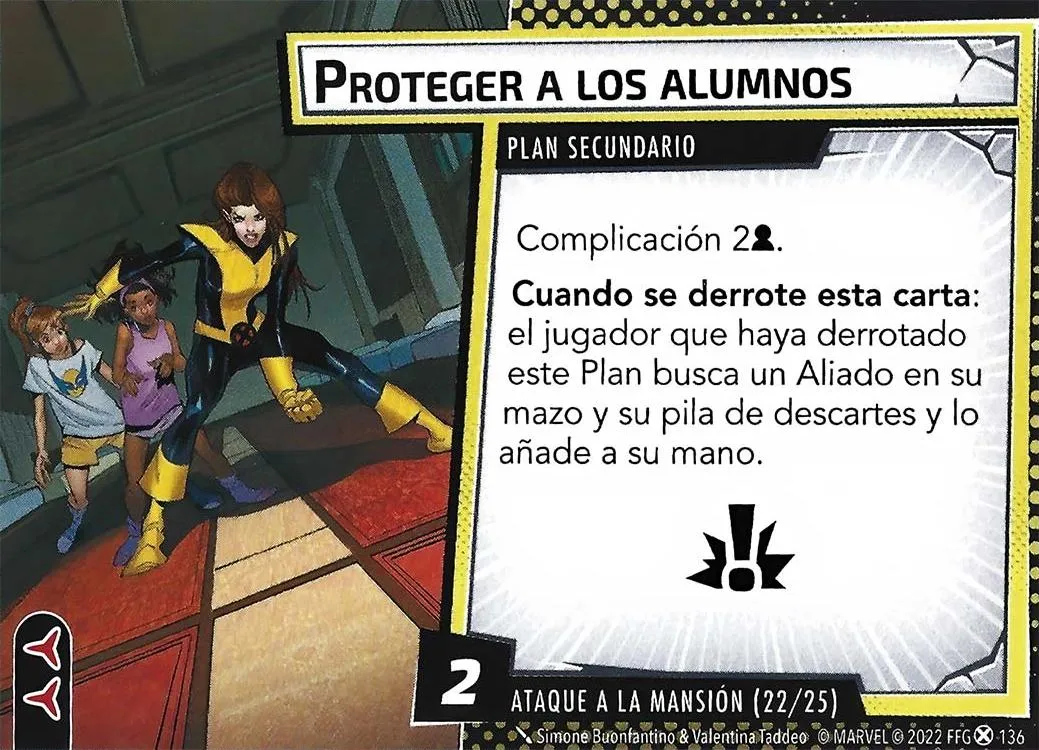 PROTEGER A LOS ALUMNOS
PLAN SECUNDARIO
Complicación 2.
Cuando se derrote esta carta:
el jugador que haya derrotado
este Plan busca un Aliado en su
mazo y su pila de descartes y lo
añade a su mano.
2
ATAQUE A LA MANSIÓN (22/25)
Simone Buonfantino & Valentina Taddeo © MARVEL © 2022 FFG 136